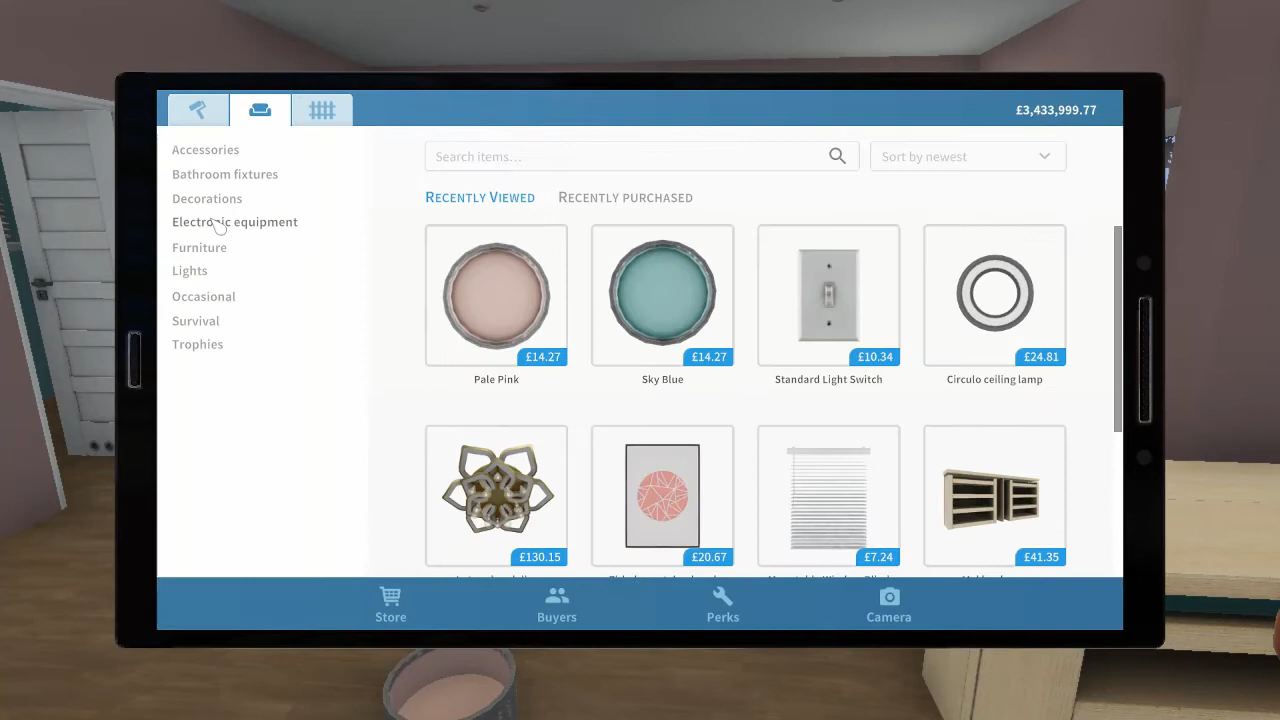 £3,433,999.77
Accessories
Bathroom fixtures
Decorations
Electronic equipment
Furniture
Lights
Occasional
Survival
Trophies
Search items...
Sort by newest
RECENTLY VIEWED
RECENTLY PURCHASED
£14.27
£14.27
£10.34
£24.81
Pale Pink
Sky Blue
Standard Light Switch
Circulo ceiling lamp
£130.15
£20.67
£7.24
£41.35
Store
Buyers
Perks
Camera